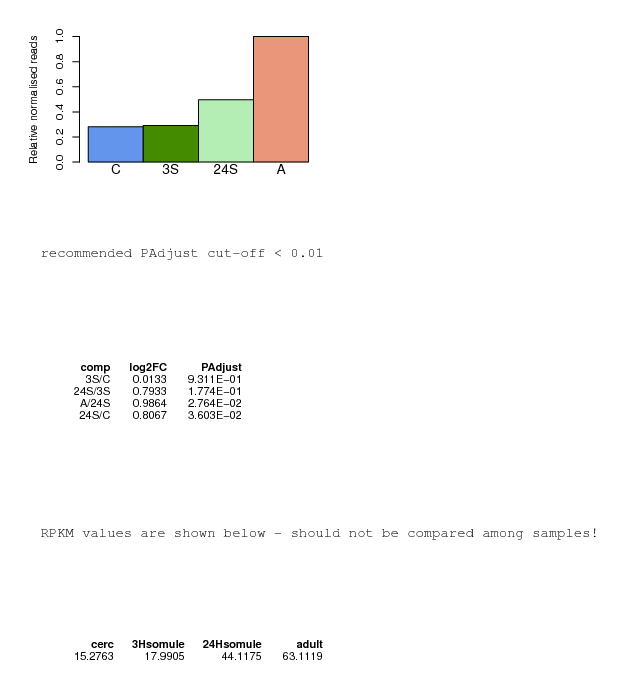 Relative normalised reads
1.0
0.8
0.6
0.4
0.2
0.0
C 3S 24S A
recommended PAdjust cut-off < 0.01
comp log2FC PAdjust
3S/C 0.0133 9.311E-01
24S/3S 0.7933 1.774E-01
A/24S 0.9864 2.764E-02
24S/C 0.8067 3.603E-02
RPKM values are shown below - should not be compared among samples!
cerc 3Hsomule 24Hsomule adult
15.2763 17.9905 44.1175 63.1119